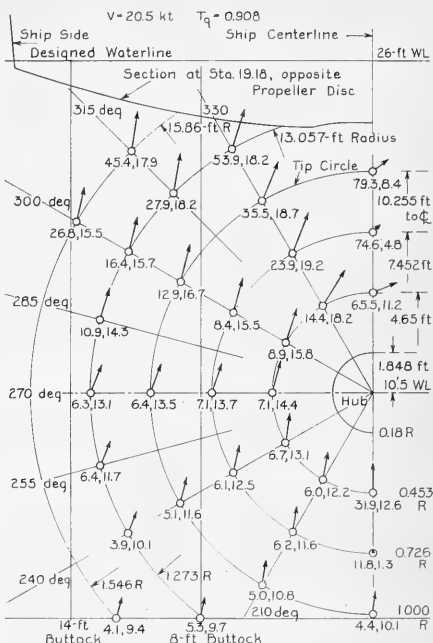 V=20.5 kt Tq=0.908
Ship Side
Ship Centerline
Designed Waterline
26-ft WL
Section at Sta.19.18, opposite
Propeller Disc
315 deg
330
15.86-ft R
13.057-ft Radius
Tip Circle
45.4, 17.9
53.9, 18.2
79.3, 8.4
10.255 ft
to ℄
300 deg
27.9, 18.2
35.5, 18.7
26.8, 15.5
74.6, 4.8
7.452 ft
16.4, 15.7
23.9, 19.2
12.9, 16.7
65.5, 11.2
4.65 ft
285 deg
14.4, 18.2
10.9, 14.3
8.4, 15.5
8.9, 15.8
1.848 ft
10.5 WL
270 deg
6.3, 13.1
6.4, 13.5
7.1, 13.7
7.1, 14.4
Hub
0.18 R
6.7, 13.1
6.4, 11.7
6.1, 12.5
6.0, 12.2
255 deg
31.9, 12.6
0.453
R
5.1, 11.6
3.9, 10.1
6.2, 11.6
11.8, 1.3
0.726
R
240 deg
1.546 R
1.273 R
5.0, 10.8
210 deg
1.000
R
4.1, 9.4
5.3, 9.7
4.4, 10.1
14-ft
Buttock
8-ft Buttock